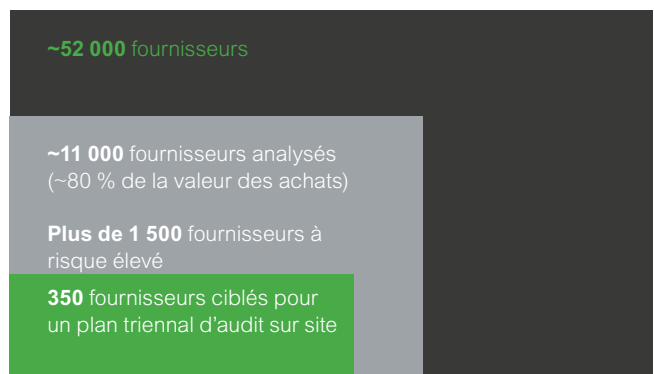 ~52 000 fournisseurs
~11 000 fournisseurs analysés
(~80 % de la valeur des achats)
Plus de 1 500 fournisseurs à
risque élevé
350 fournisseurs ciblés pour
un plan triennal d’audit sur site